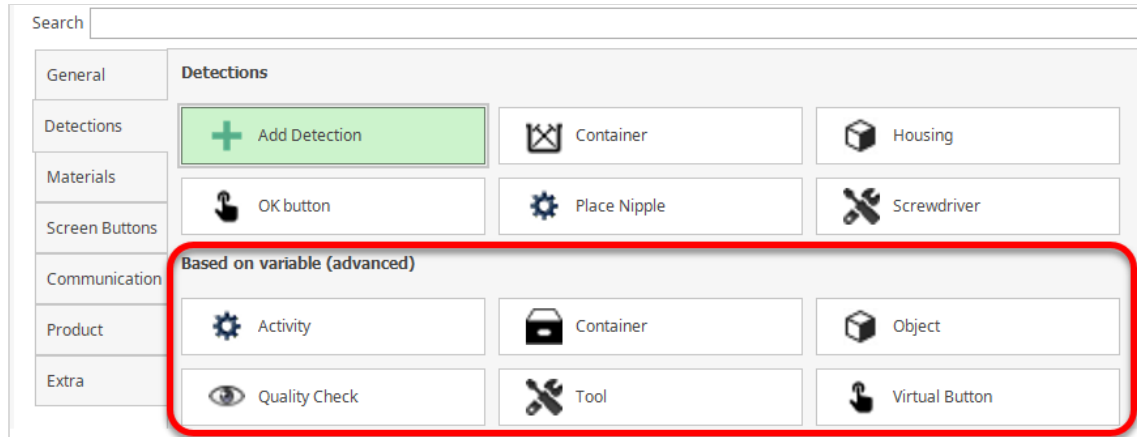 Search
General
Detections
Materials
Screen Buttons
Communication
Product
Extra
Detections
Add Detection
Container
Housing
OK button
Place Nipple
Screwdriver
Based on variable (advanced)
Activity
Container
Object
Quality Check
Tool
Virtual Button